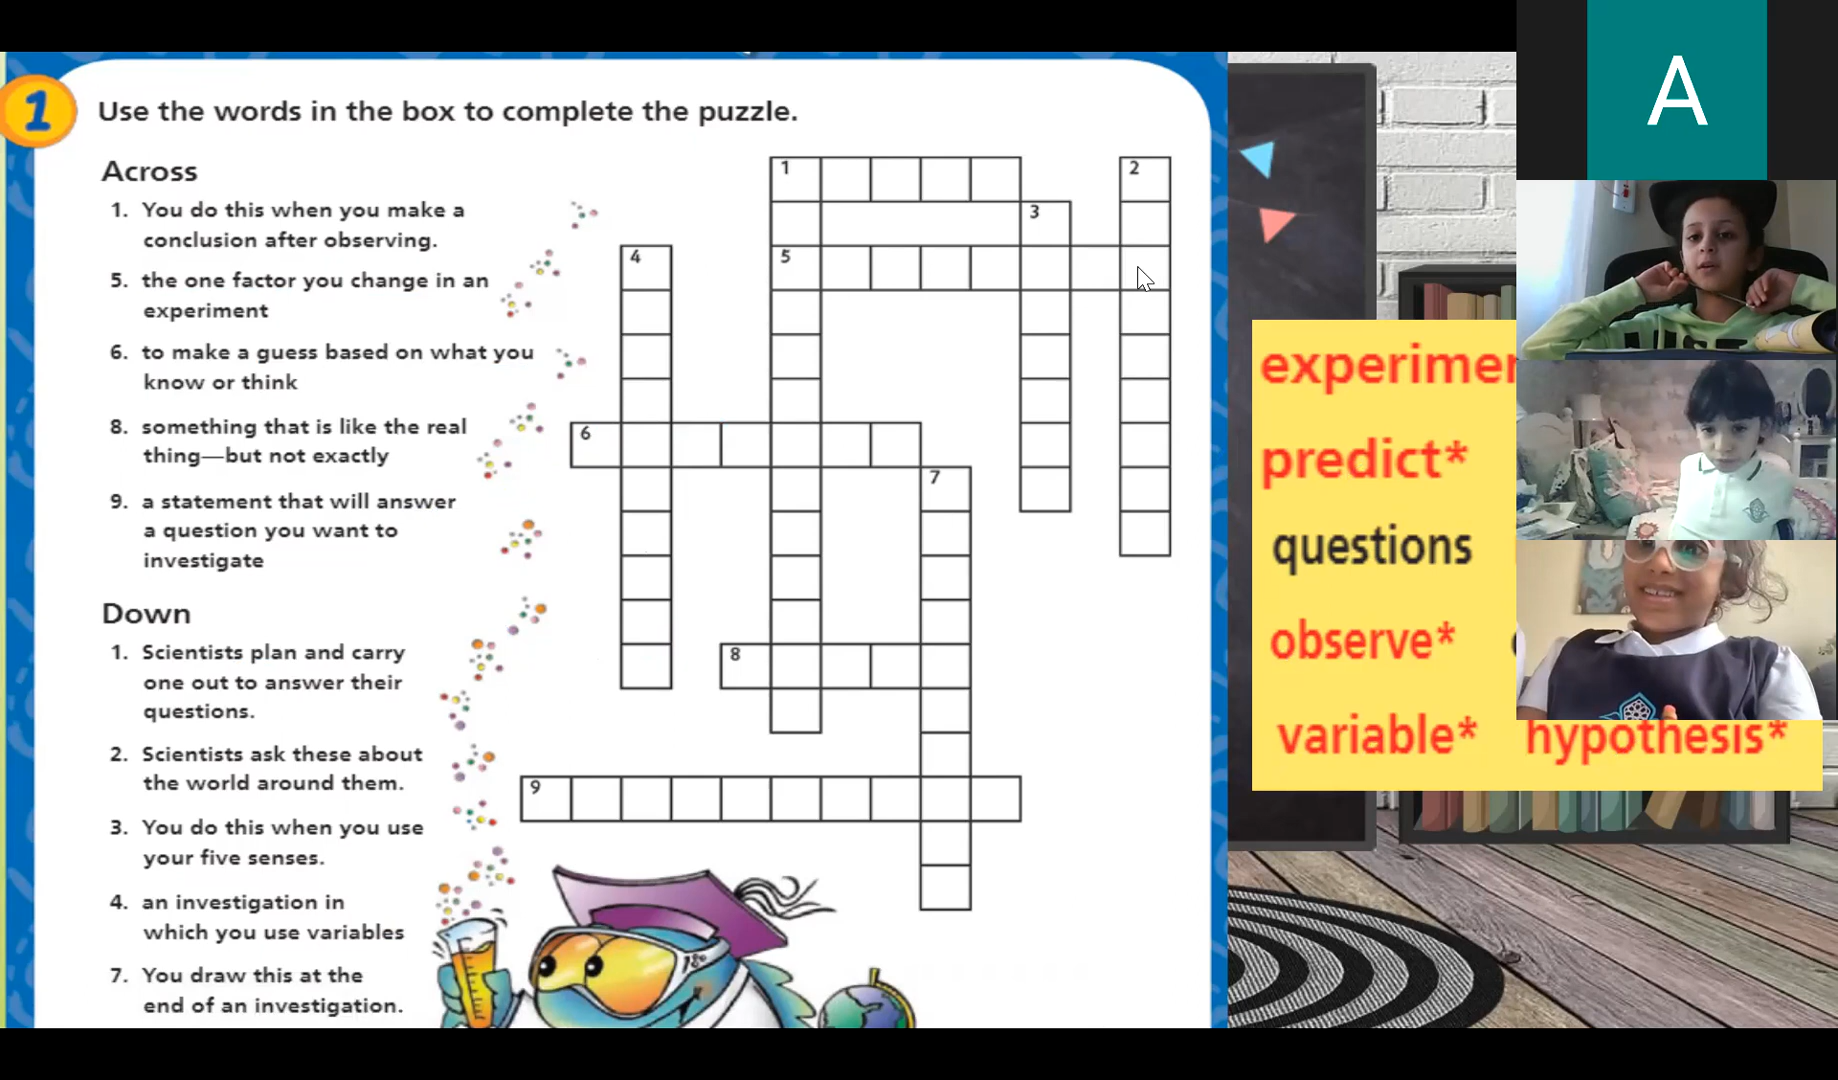 1
Use the words in the box to complete the puzzle.
Across
1. You do this when you make a
conclusion after observing.
5. the one factor you change in an
experiment
6. to make a guess based on what you
know or think
8. something that is like the real
thing—but not exactly
9. a statement that will answer
a question you want to
investigate
Down
1. Scientists plan and carry
one out to answer their
questions.
2. Scientists ask these about
the world around them.
3. You do this when you use
your five senses.
4. an investigation in
which you use variables
7. You draw this at the
end of an investigation.
1
2
3
4
5
6
7
8
9
A
predict*
questions
observe*
variable* hypothesis*